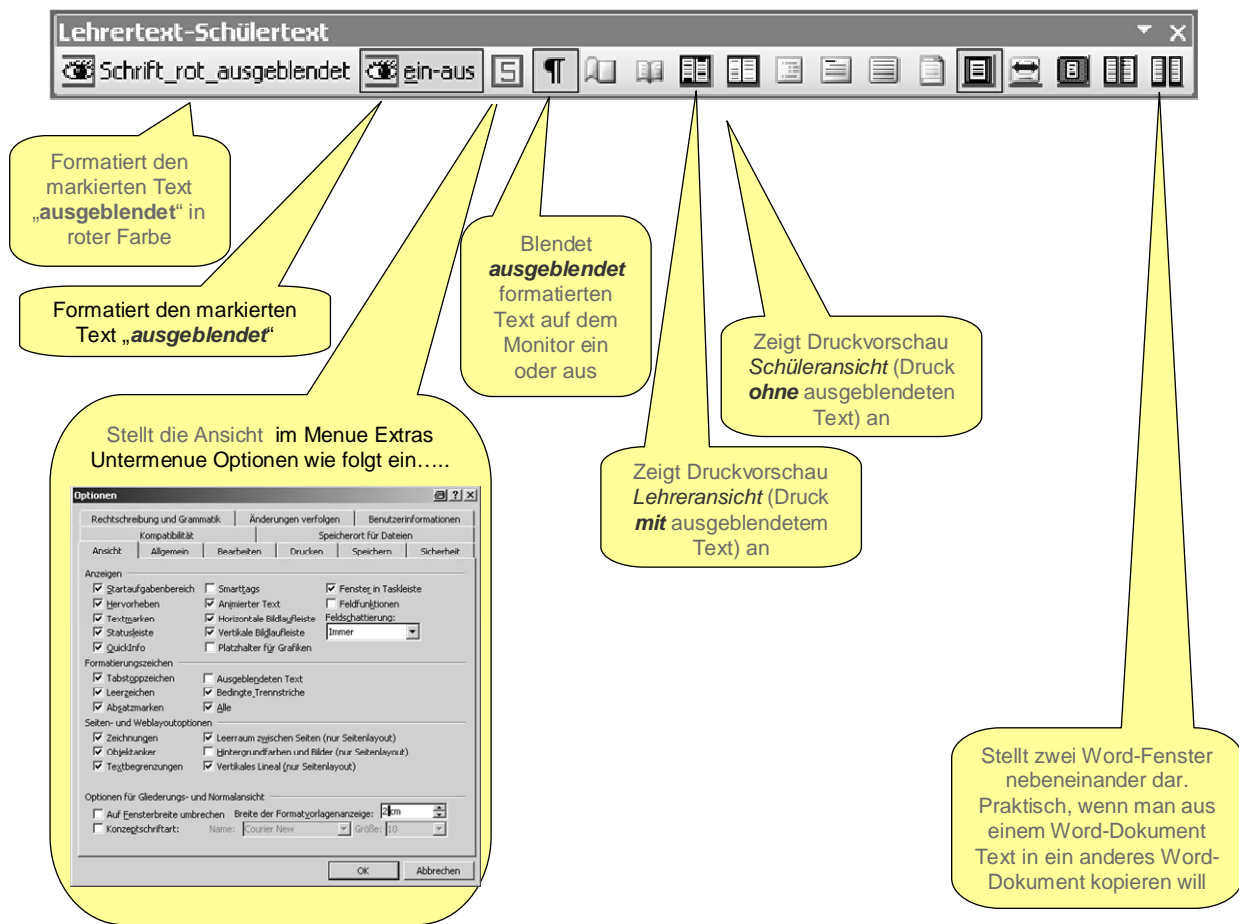 Lehrertext-Schülertext
Schrift_rot_ausgeblendet ein-aus S ¶
Formatiert den
markierten Text
„ausgeblendet“ in
roter Farbe
Formatiert den markierten
Text „ausgeblendet“
Blendet
ausgeblendet
formatierten
Text auf dem
Monitor ein
oder aus
Zeigt Druckvorschau
Schüleransicht (Druck
ohne ausgeblendeten
Text) an
Zeigt Druckvorschau
Lehreransicht (Druck
mit ausgeblendetem
Text) an
Stellt die Ansicht im Menue Extras
Untermenue Optionen wie folgt ein…..
Optionen
Rechtschreibung und Grammatik Änderungen verfolgen Benutzerinformationen
Kompatibilität Speicherort für Dateien
Ansicht Allgemein Bearbeiten Drucken Speichern Sicherheit
Anzeigen
Startaufgabenbereich Smarttags Fenster in Taskleiste
Hervorheben Animierter Text Feldfunktionen
Textmarken Horizontale Bildlaufleiste Feldschattierung:
Statusleiste Vertikale Bildlaufleiste Immer
QuickInfo Platzhalter für Grafiken
Formatierungszeichen
Tabstoppzeichen Ausgeblendeten Text
Leerzeichen Bedingte Trennstriche
Absatzmarken Alle
Seiten- und Weblayoutoptionen
Zeichnungen Leerraum zwischen Seiten (nur Seitenlayout)
Objektanker Hintergrundfarben und Bilder (nur Seitenlayout)
Textbegrenzungen Vertikales Lineal (nur Seitenlayout)
Optionen für Gliederungs- und Normalansicht
Auf Fensterbreite umbrechen Breite der Formatvorlagenanzeige: 2 cm
Konzeptschriftart: Name: Courier New Größe: 10
OK Abbrechen
Stellt zwei Word-Fenster
nebeneinander dar.
Praktisch, wenn man aus
einem Word-Dokument
Text in ein anderes Word-
Dokument kopieren will